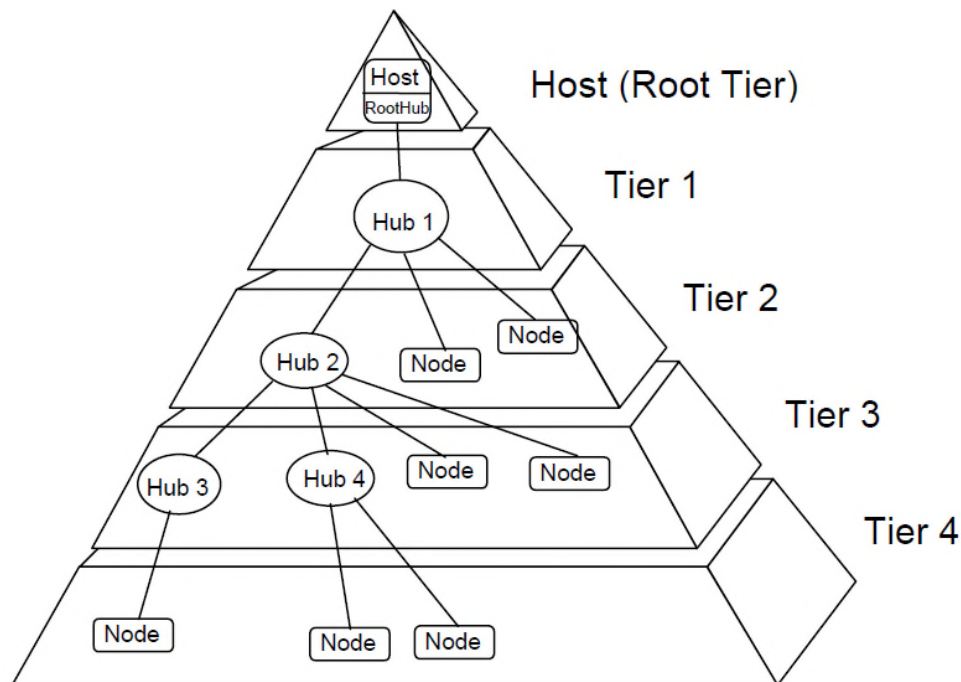 Host
RootHub
Host (Root Tier)
Tier 1
Hub 1
Tier 2
Node
Hub 2
Node
Tier 3
Hub 3
Hub 4
Node
Node
Tier 4
Node
Node
Node